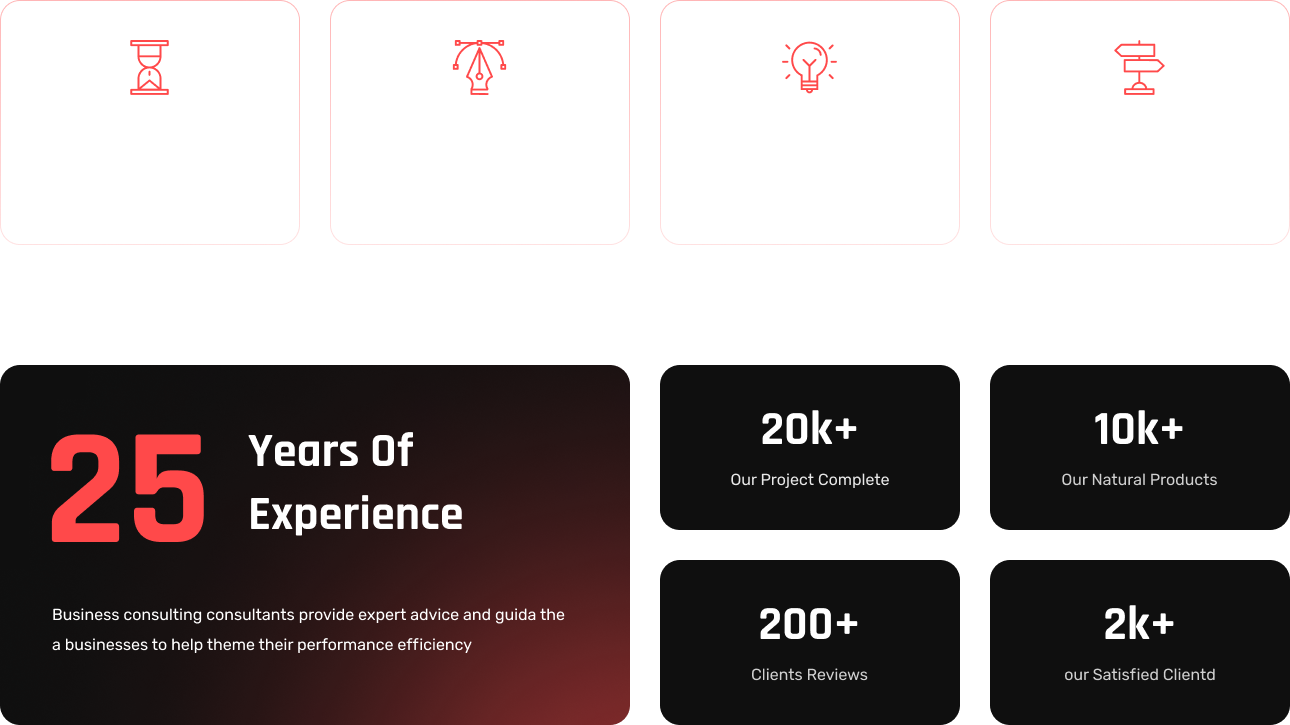 25
Years Of
Experience
Business consulting consultants provide expert advice and guida the
a businesses to help theme their performance efficiency
20k+
Our Project Complete
10k+
Our Natural Products
200+
Clients Reviews
2k+
our Satisfied Clientd